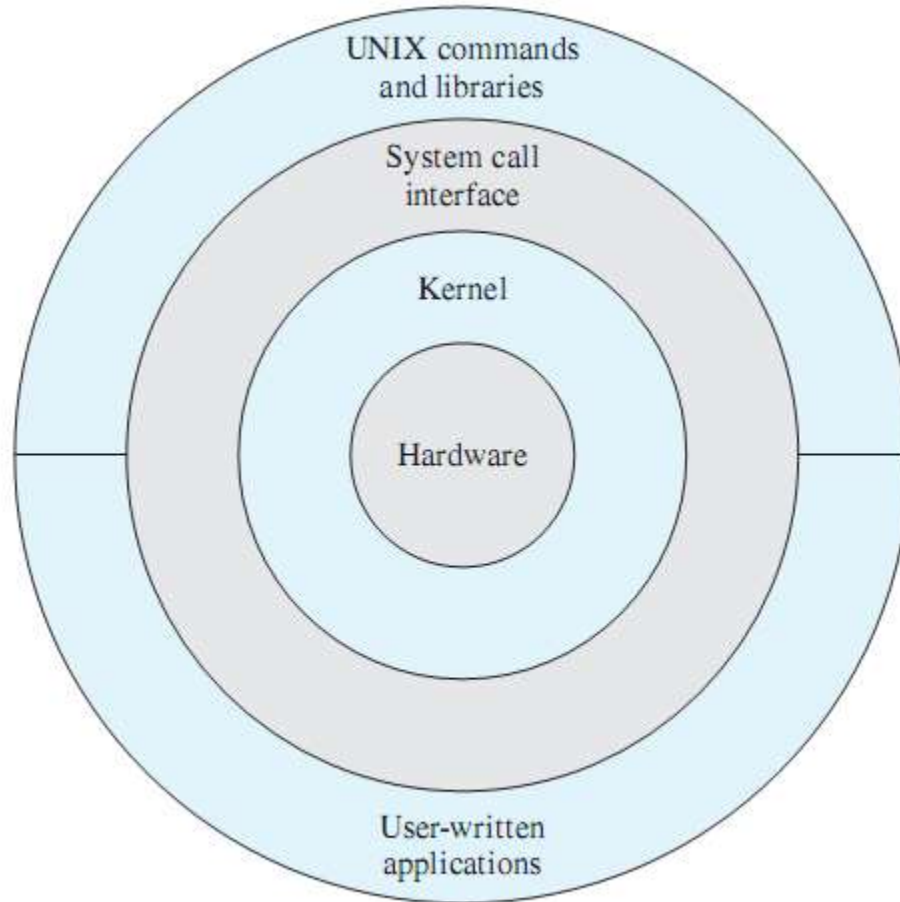 UNIX commands
and libraries
System call
interface
Kernel
Hardware
User-written
applications